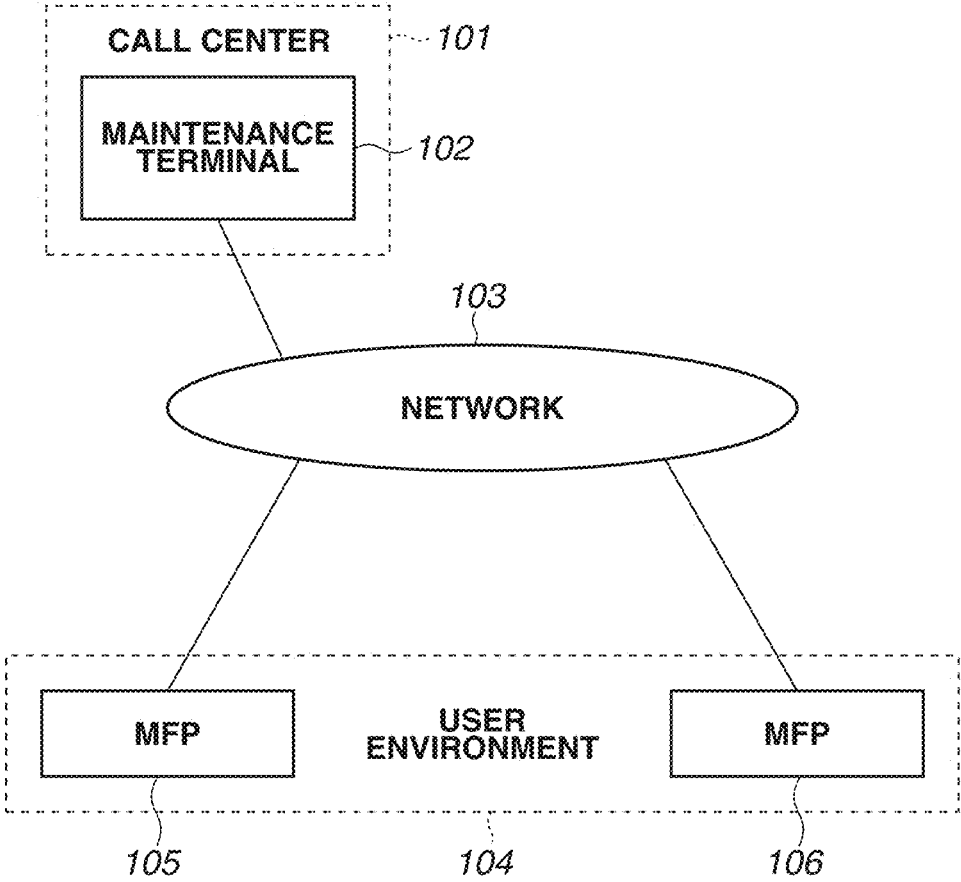 CALL CENTER
101
MAINTENANCE
TERMINAL
102
103
NETWORK
MFP
USER
ENVIRONMENT
MFP
105
104
106